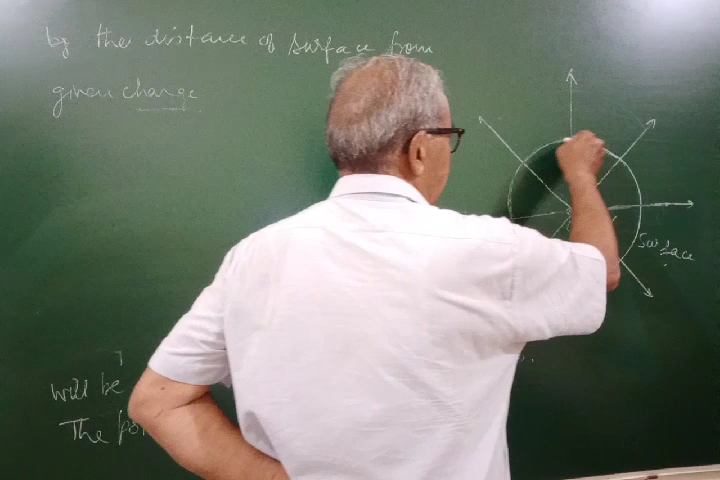 by the distance of surface from
given charge
Surface
will be
The